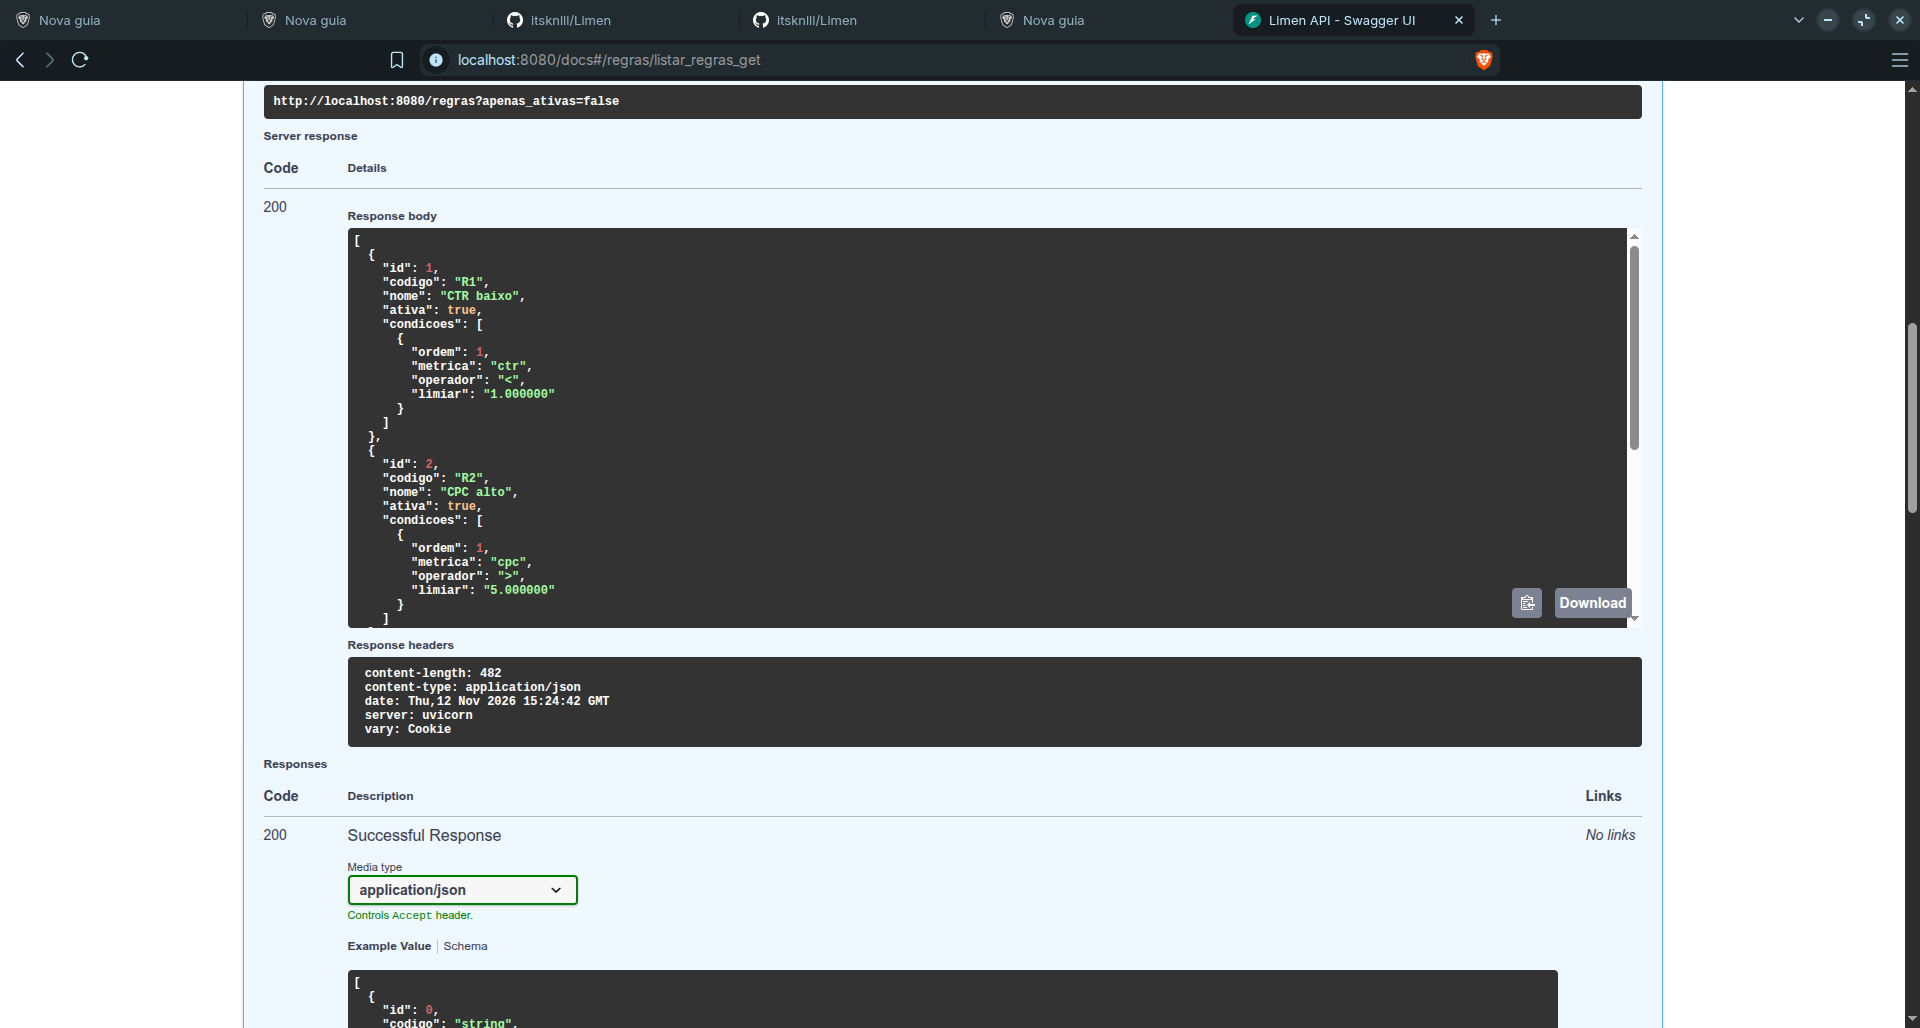 Nova guia
Nova guia
itsknlll/Limen
itsknlll/Limen
Nova guia
Limen API - Swagger UI
localhost:8080/docs#/regras/listar_regras_get
http://localhost:8080/regras?apenas_ativas=false
Server response
Code Details
200
Response body
[
{
"id": 1,
"codigo": "R1",
"nome": "CTR baixo",
"ativa": true,
"condicoes": [
{
"ordem": 1,
"metrica": "ctr",
"operador": "<",
"limiar": "1.000000"
}
]
},
{
"id": 2,
"codigo": "R2",
"nome": "CPC alto",
"ativa": true,
"condicoes": [
{
"ordem": 1,
"metrica": "cpc",
"operador": ">",
"limiar": "5.000000"
}
]
Download
Response headers
content-length: 482
content-type: application/json
date: Thu,12 Nov 2026 15:24:42 GMT
server: uvicorn
vary: Cookie
Responses
Code Description Links
200 Successful Response No links
Media type
application/json
Controls Accept header.
Example Value Schema
[
{
"id": 0,
"codigo": "string",